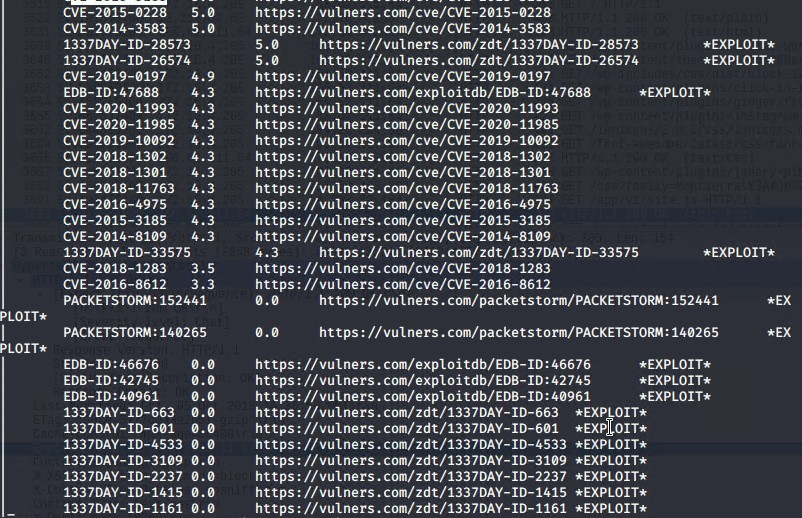 CVE-2015-0228 5.0 https://vulners.com/cve/CVE-2015-0228
CVE-2014-3583 5.0 https://vulners.com/cve/CVE-2014-3583
1337DAY-ID-28573 5.0 https://vulners.com/zdt/1337DAY-ID-28573 *EXPLOIT*
1337DAY-ID-26574 5.0 https://vulners.com/zdt/1337DAY-ID-26574 *EXPLOIT*
CVE-2019-0197 4.9 https://vulners.com/cve/CVE-2019-0197
EDB-ID:47688 4.3 https://vulners.com/exploitdb/EDB-ID:47688 *EXPLOIT*
CVE-2020-11993 4.3 https://vulners.com/cve/CVE-2020-11993
CVE-2020-11985 4.3 https://vulners.com/cve/CVE-2020-11985
CVE-2019-10092 4.3 https://vulners.com/cve/CVE-2019-10092
CVE-2018-1302 4.3 https://vulners.com/cve/CVE-2018-1302
CVE-2018-1301 4.3 https://vulners.com/cve/CVE-2018-1301
CVE-2018-11763 4.3 https://vulners.com/cve/CVE-2018-11763
CVE-2016-4975 4.3 https://vulners.com/cve/CVE-2016-4975
CVE-2015-3185 4.3 https://vulners.com/cve/CVE-2015-3185
CVE-2014-8109 4.3 https://vulners.com/cve/CVE-2014-8109
1337DAY-ID-33575 4.3 https://vulners.com/zdt/1337DAY-ID-33575 *EXPLOIT*
CVE-2018-1283 3.5 https://vulners.com/cve/CVE-2018-1283
CVE-2016-8612 3.3 https://vulners.com/cve/CVE-2016-8612
PACKETSTORM:152441 0.0 https://vulners.com/packetstorm/PACKETSTORM:152441 *EX
PLOIT*
| PACKETSTORM:140265 0.0 https://vulners.com/packetstorm/PACKETSTORM:140265 *EX
PLOIT*
| EDB-ID:46676 0.0 https://vulners.com/exploitdb/EDB-ID:46676 *EXPLOIT*
| EDB-ID:42745 0.0 https://vulners.com/exploitdb/EDB-ID:42745 *EXPLOIT*
| EDB-ID:40961 0.0 https://vulners.com/exploitdb/EDB-ID:40961 *EXPLOIT*
| 1337DAY-ID-663 0.0 https://vulners.com/zdt/1337DAY-ID-663 *EXPLOIT*
| 1337DAY-ID-601 0.0 https://vulners.com/zdt/1337DAY-ID-601 *EXPLOIT*
| 1337DAY-ID-4533 0.0 https://vulners.com/zdt/1337DAY-ID-4533 *EXPLOIT*
| 1337DAY-ID-3109 0.0 https://vulners.com/zdt/1337DAY-ID-3109 *EXPLOIT*
| 1337DAY-ID-2237 0.0 https://vulners.com/zdt/1337DAY-ID-2237 *EXPLOIT*
| 1337DAY-ID-1415 0.0 https://vulners.com/zdt/1337DAY-ID-1415 *EXPLOIT*
|_ 1337DAY-ID-1161 0.0 https://vulners.com/zdt/1337DAY-ID-1161 *EXPLOIT*